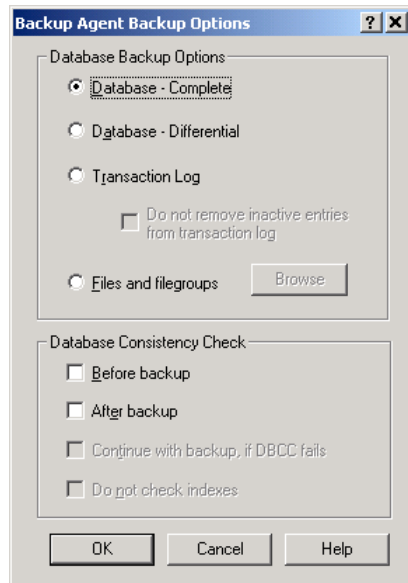 Backup Agent Backup Options
Database Backup Options
Database - Complete
Database - Differential
Transaction Log
Do not remove inactive entries
from transaction log
Files and filegroups
Browse
Database Consistency Check
Before backup
After backup
Continue with backup, if DBCC fails
Do not check indexes
OK
Cancel
Help